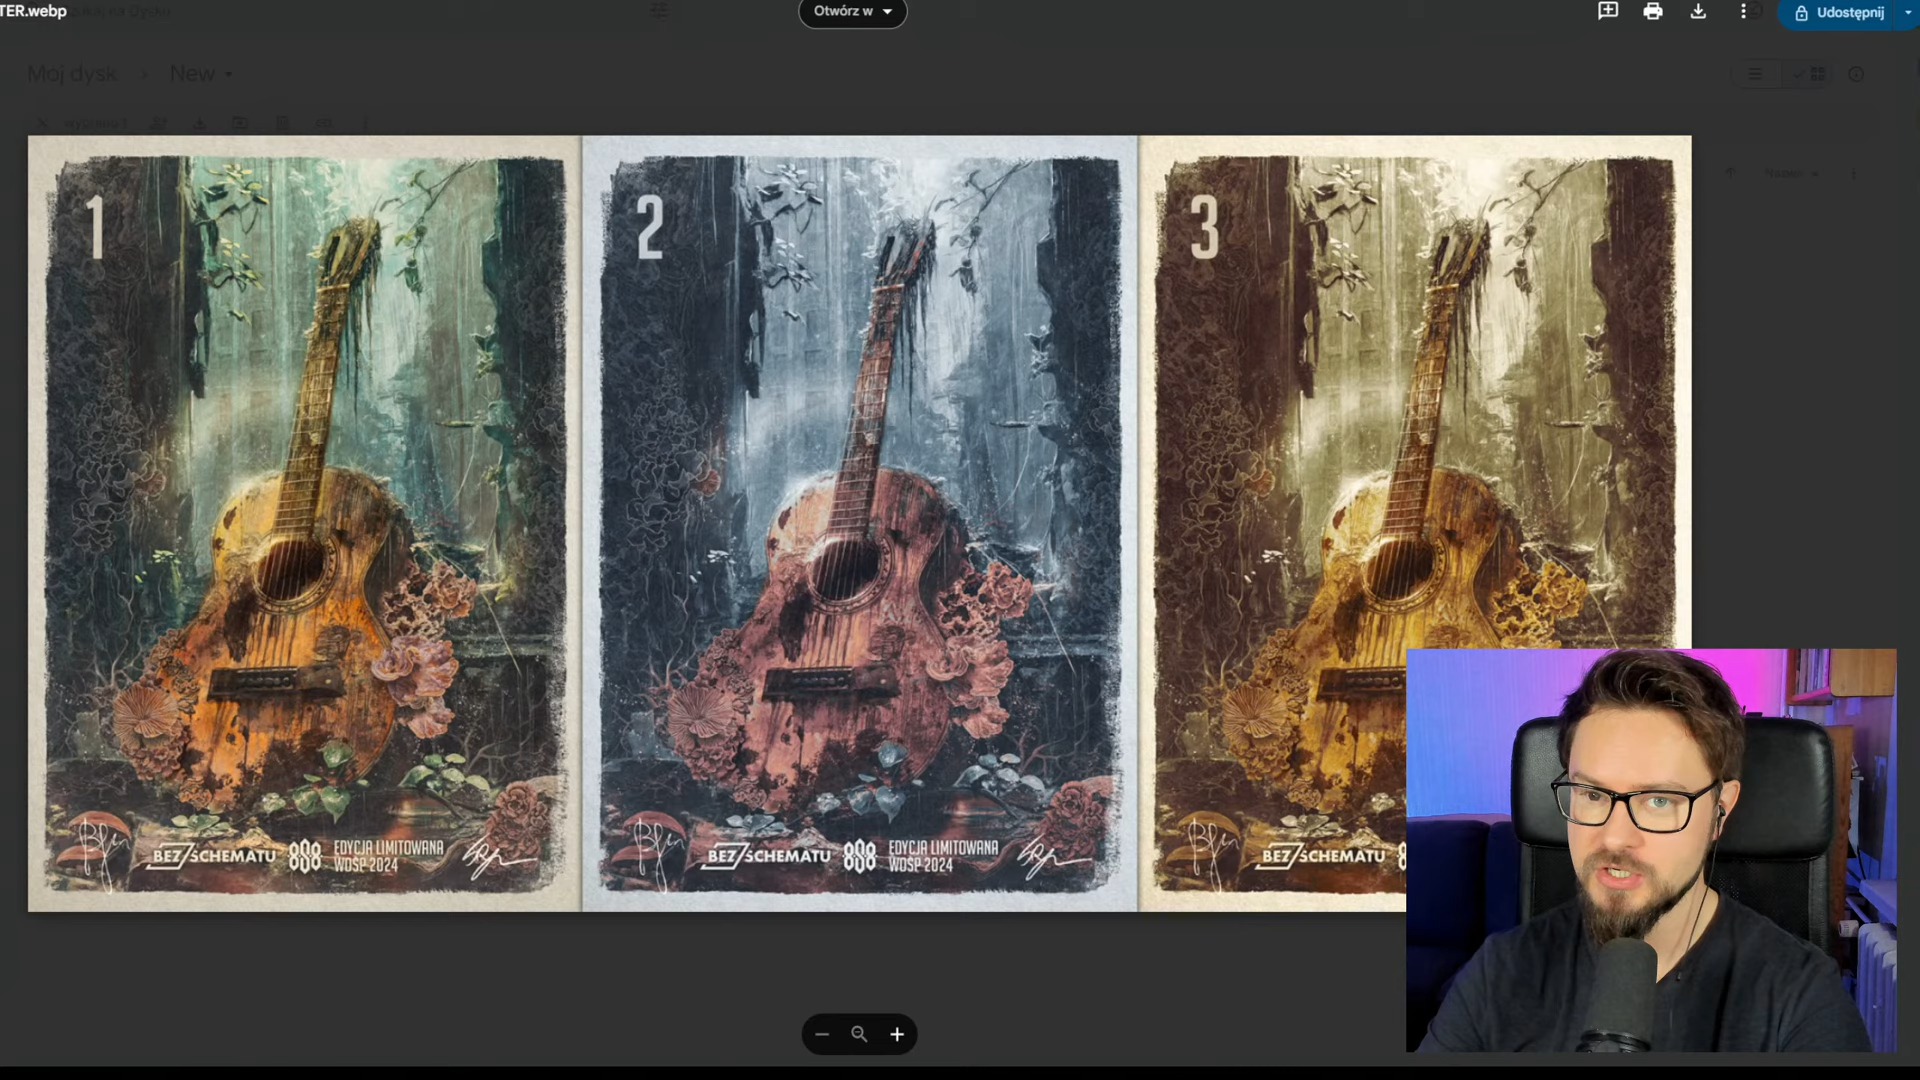 TER.webp
Otwórz w
Udostępnij
Mój dysk > New
1
2
3
BEZ/SCHEMATU
EDYCJA LIMITOWANA
WOŚP 2024
BEZ/SCHEMATU
EDYCJA LIMITOWANA
WOŚP 2024
BEZ/SCHEMATU